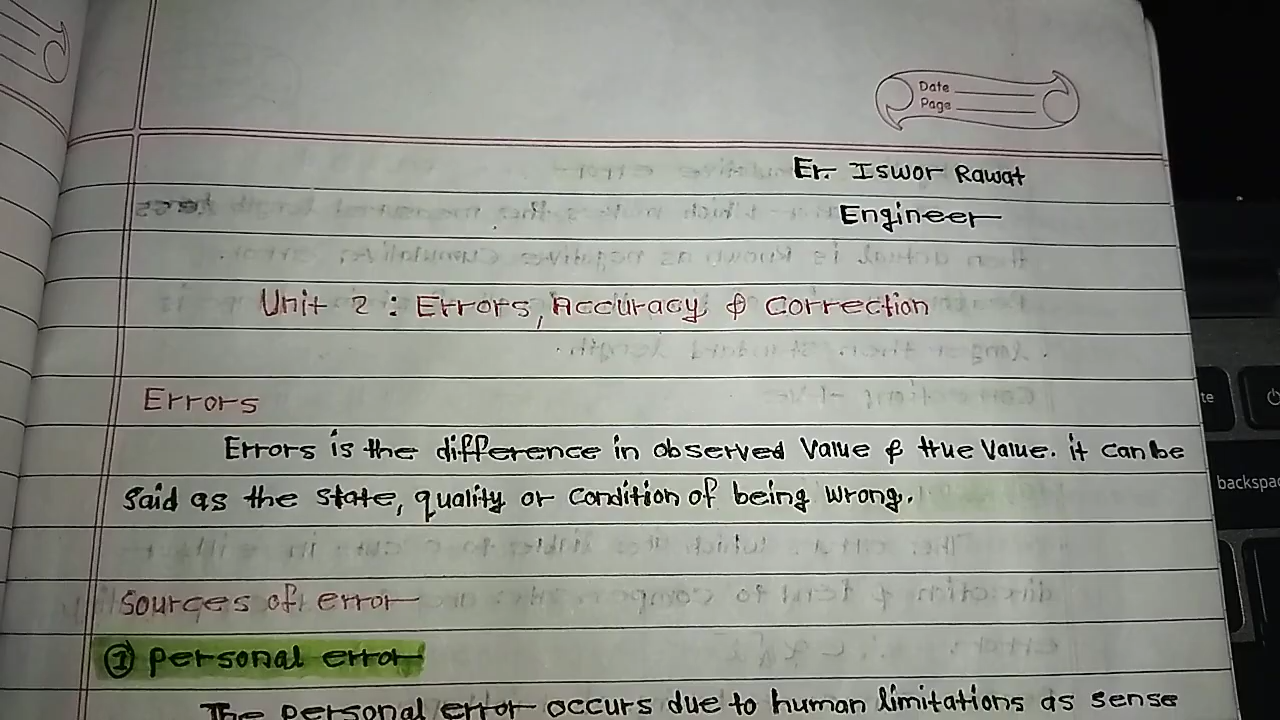 Date
Page
Er. Iswor Rawat
Engineer
Unit 2 : Errors, Accuracy & Correction
Errors
Errors is the difference in observed value & true value. it can be
said as the state, quality or condition of being wrong.
Sources of error
① personal error
The personal error occurs due to human limitations as sense
te
backspa